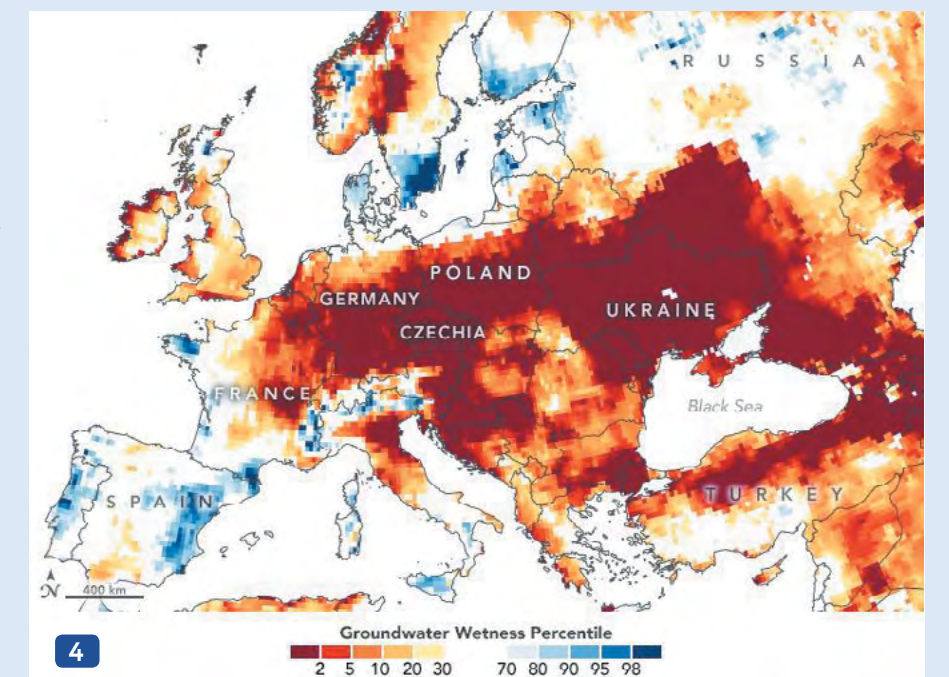 RUSSIA
POLAND
GERMANY
UKRAINE
CZECHIA
FRANCE
Black Sea
SPAIN
TURKEY
N
400 km
Groundwater Wetness Percentile
2 5 10 20 30 70 80 90 95 98
4